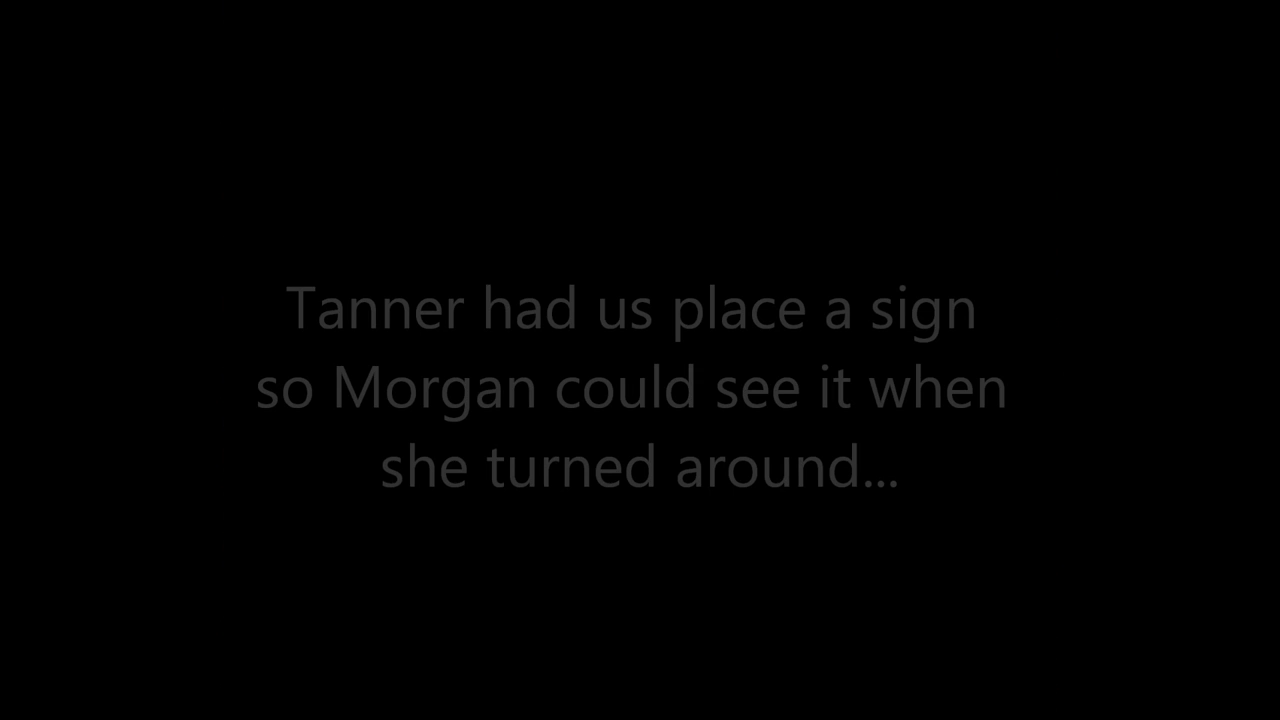 Tanner had us place a sign
so Morgan could see it when
she turned around...